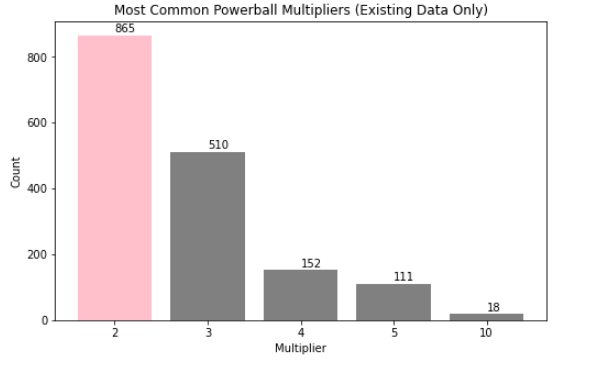 Most Common Powerball Multipliers (Existing Data Only)
865
800
600
510
Count
400
200
152
111
18
0
2 3 4 5 10
Multiplier